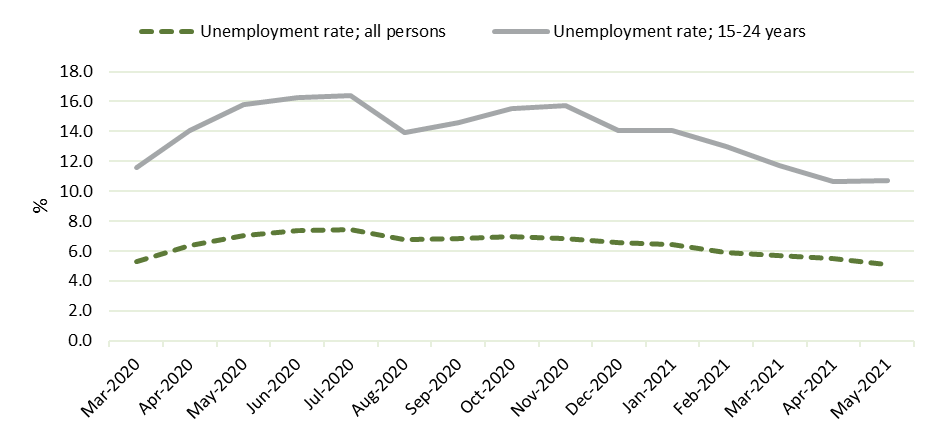 Unemployment rate; all persons
Unemployment rate; 15-24 years
18.0
16.0
14.0
12.0
10.0
8.0
6.0
4.0
2.0
0.0
%
Mar-2020
Apr-2020
May-2020
Jun-2020
Jul-2020
Aug-2020
Sep-2020
Oct-2020
Nov-2020
Dec-2020
Jan-2021
Feb-2021
Mar-2021
Apr-2021
May-2021